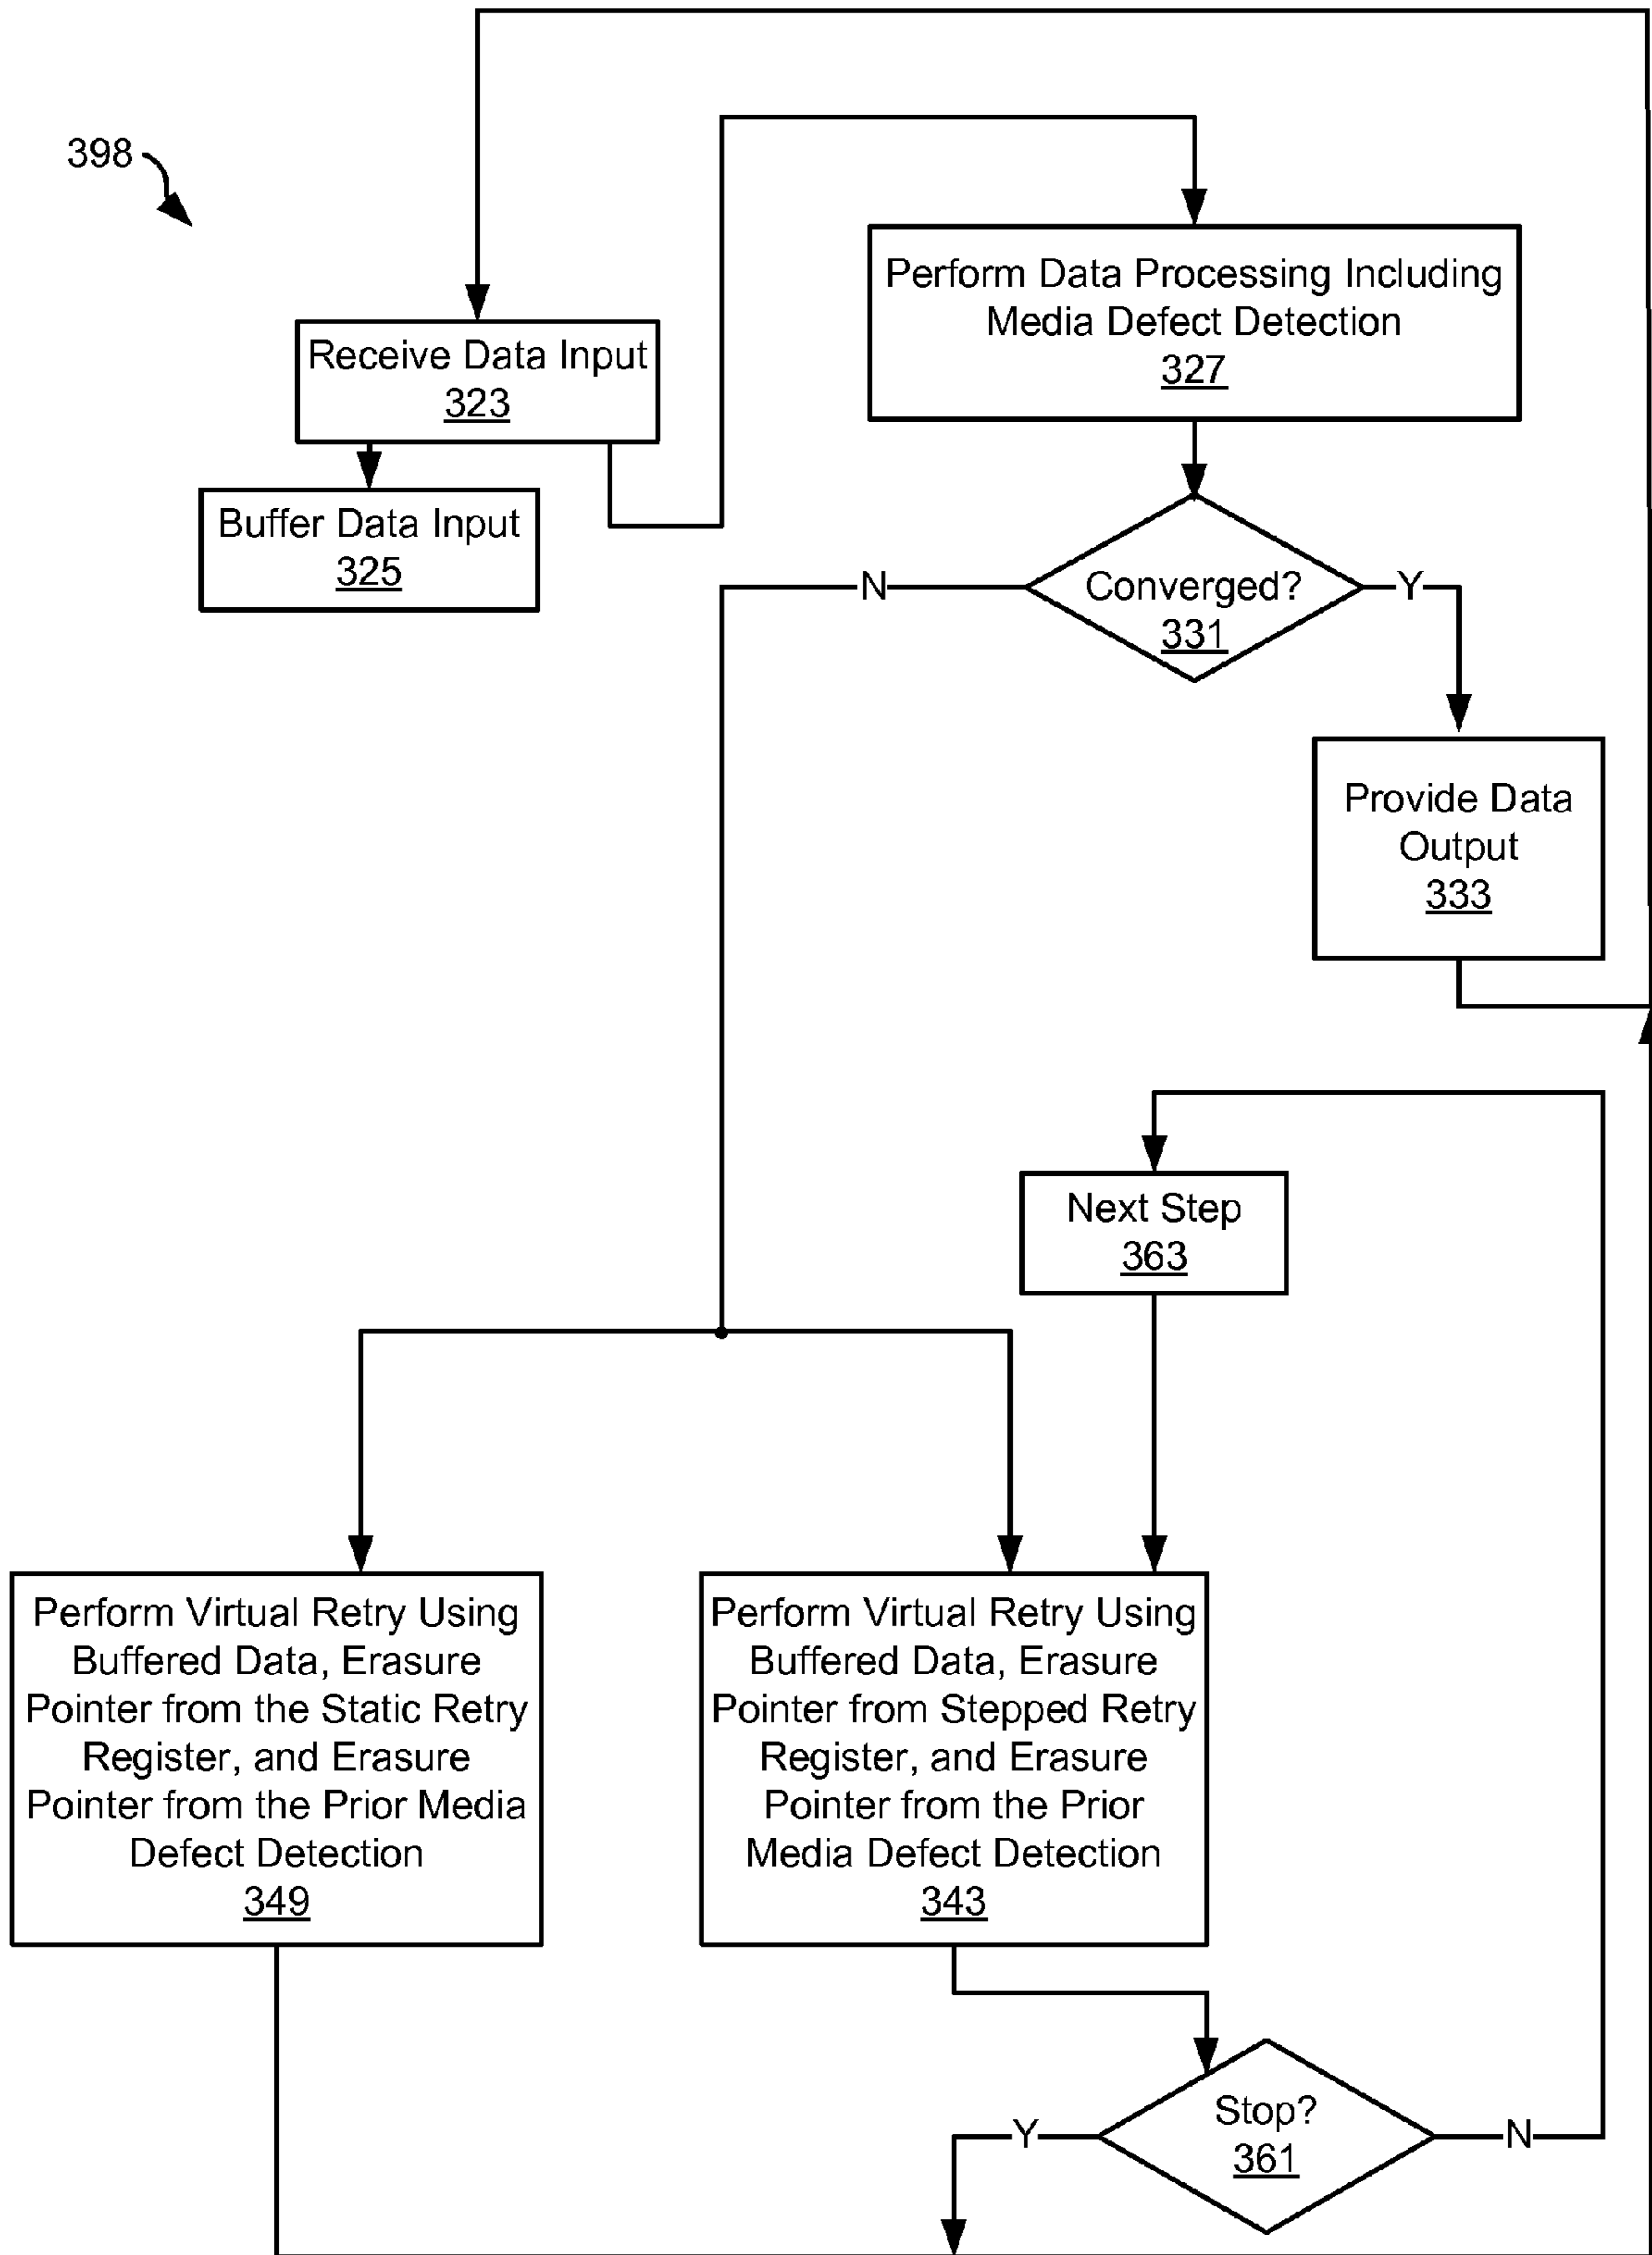 398
Perform Data Processing Including
Media Defect Detection
327
Receive Data Input
323
Buffer Data Input
325
N
Converged?
331
Y
Provide Data
Output
333
Next Step
363
Perform Virtual Retry Using
Buffered Data, Erasure
Pointer from the Static Retry
Register, and Erasure
Pointer from the Prior Media
Defect Detection
349
Perform Virtual Retry Using
Buffered Data, Erasure
Pointer from Stepped Retry
Register, and Erasure
Pointer from the Prior
Media Defect Detection
343
Y
Stop?
361
N